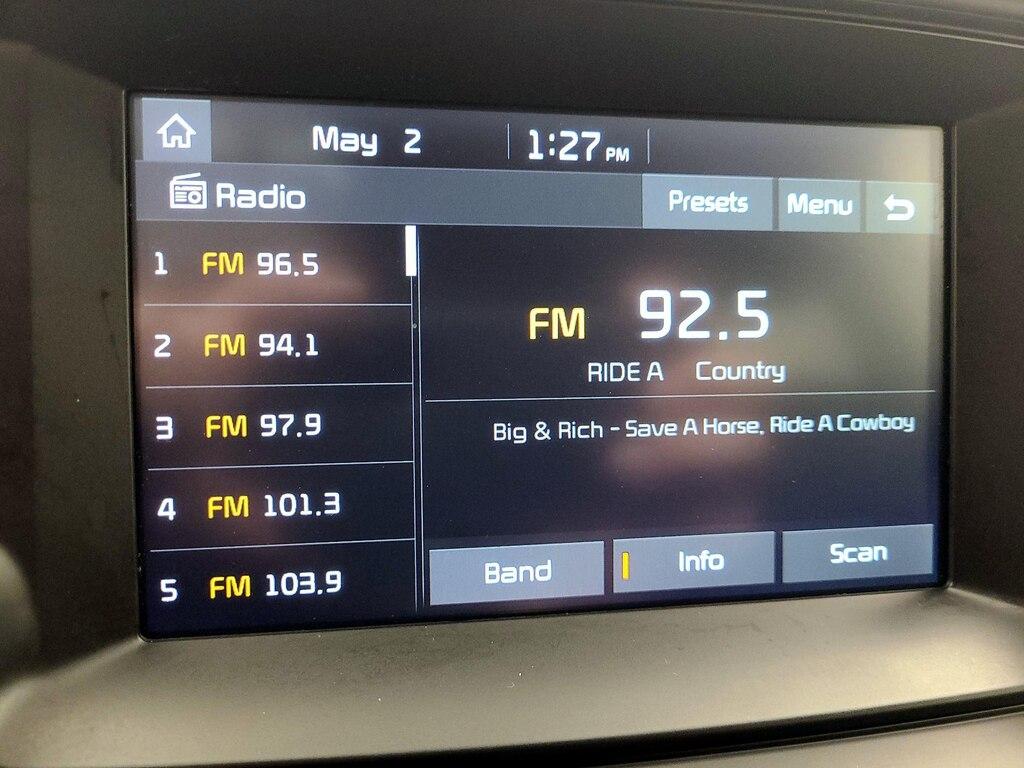 May 2 1:27 PM
Radio Presets Menu
1 FM 96.5
2 FM 94.1
3 FM 97.9
4 FM 101.3
5 FM 103.9
FM 92.5
RIDE A Country
Big & Rich - Save A Horse, Ride A Cowboy
Band Info Scan